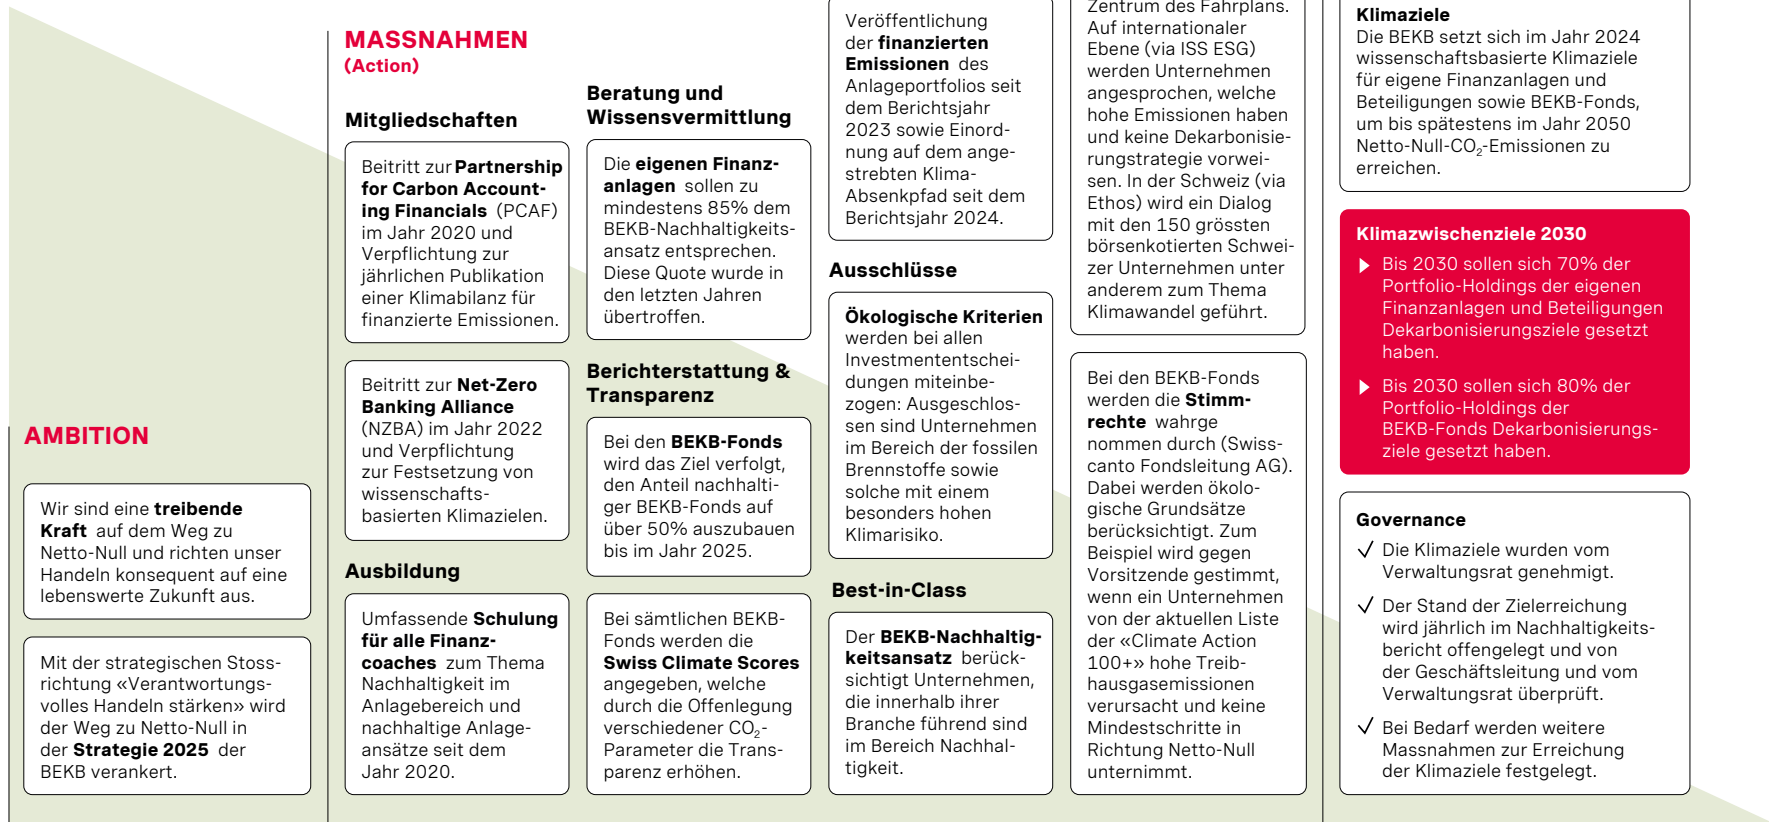 AMBITION
Wir sind eine treibende
Kraft auf dem Weg zu
Netto-Null und richten unser
Handeln konsequent auf eine
lebenswerte Zukunft aus.
Mit der strategischen Stoss-
richtung «Verantwortungs-
volles Handeln stärken» wird
der Weg zu Netto-Null in
der Strategie 2025 der
BEKB verankert.
MASSNAHMEN
(Action)
Mitgliedschaften
Beitritt zur Partnership
for Carbon Account-
ing Financials (PCAF)
im Jahr 2020 und
Verpflichtung zur
jährlichen Publikation
einer Klimabilanz für
finanzierte Emissionen.
Beitritt zur Net-Zero
Banking Alliance
(NZBA) im Jahr 2022
und Verpflichtung
zur Festsetzung von
wissenschafts-
basierten Klimazielen.
Ausbildung
Umfassende Schulung
für alle Finanz-
coaches zum Thema
Nachhaltigkeit im
Anlagebereich und
nachhaltige Anlage-
ansätze seit dem
Jahr 2020.
Beratung und
Wissensvermittlung
Die eigenen Finanz-
anlagen sollen zu
mindestens 85% dem
BEKB-Nachhaltigkeits-
ansatz entsprechen.
Diese Quote wurde in
den letzten Jahren
übertroffen.
Berichterstattung &
Transparenz
Bei den BEKB-Fonds
wird das Ziel verfolgt,
den Anteil nachhalti-
ger BEKB-Fonds auf
über 50% auszubauen
bis im Jahr 2025.
Bei sämtlichen BEKB-
Fonds werden die
Swiss Climate Scores
angegeben, welche
durch die Offenlegung
verschiedener CO₂-
Parameter die Trans-
parenz erhöhen.
Veröffentlichung
der finanzierten
Emissionen des
Anlageportfolios seit
dem Berichtsjahr
2023 sowie Einord-
nung auf dem ange-
strebten Klima-
Absenkpfad seit dem
Berichtsjahr 2024.
Ausschlüsse
Ökologische Kriterien
werden bei allen
Investmententschei-
dungen miteinbe-
zogen: Ausgeschlos-
sen sind Unternehmen
im Bereich der fossilen
Brennstoffe sowie
solche mit einem
besonders hohen
Klimarisiko.
Best-in-Class
Der BEKB-Nachhaltig-
keitsansatz berück-
sichtigt Unternehmen,
die innerhalb ihrer
Branche führend sind
im Bereich Nachhal-
tigkeit.
Zentrum des Fahrplans.
Auf internationaler
Ebene (via ISS ESG)
werden Unternehmen
angesprochen, welche
hohe Emissionen haben
und keine Dekarbonisie-
rungstrategie vorwei-
sen. In der Schweiz (via
Ethos) wird ein Dialog
mit den 150 grössten
börsenkotierten Schwei-
zer Unternehmen unter
anderem zum Thema
Klimawandel geführt.
Bei den BEKB-Fonds
werden die Stimm-
rechte wahrge
nommen durch (Swiss-
canto Fondsleitung AG).
Dabei werden ökolo-
gische Grundsätze
berücksichtigt. Zum
Beispiel wird gegen
Vorsitzende gestimmt,
wenn ein Unternehmen
von der aktuellen Liste
der «Climate Action
100+» hohe Treib-
hausgasemissionen
verursacht und keine
Mindestschritte in
Richtung Netto-Null
unternimmt.
Klimaziele
Die BEKB setzt sich im Jahr 2024
wissenschaftsbasierte Klimaziele
für eigene Finanzanlagen und
Beteiligungen sowie BEKB-Fonds,
um bis spätestens im Jahr 2050
Netto-Null-CO₂-Emissionen zu
erreichen.
Klimazwischenziele 2030
Bis 2030 sollen sich 70% der
Portfolio-Holdings der eigenen
Finanzanlagen und Beteiligungen
Dekarbonisierungsziele gesetzt
haben.
Bis 2030 sollen sich 80% der
Portfolio-Holdings der
BEKB-Fonds Dekarbonisierungs-
ziele gesetzt haben.
Governance
✓ Die Klimaziele wurden vom
Verwaltungsrat genehmigt.
✓ Der Stand der Zielerreichung
wird jährlich im Nachhaltigkeits-
bericht offengelegt und von
der Geschäftsleitung und vom
Verwaltungsrat überprüft.
✓ Bei Bedarf werden weitere
Massnahmen zur Erreichung
der Klimaziele festgelegt.